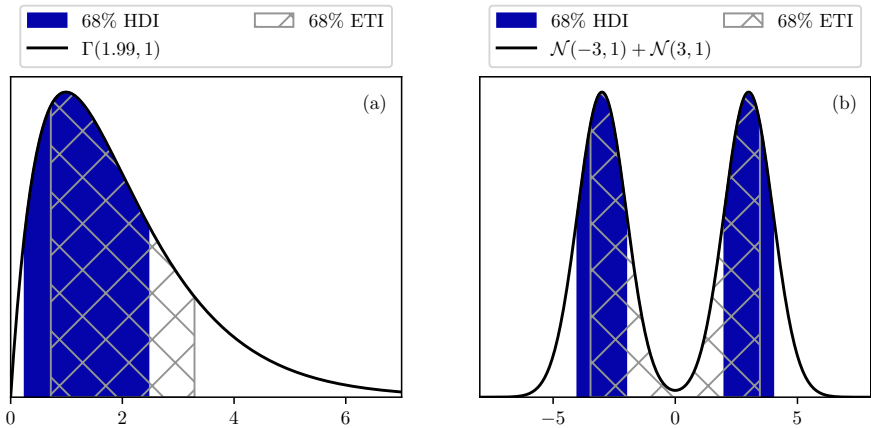 68% HDI
68% ETI
Γ(1.99, 1)
(a)
0
2
4
6
68% HDI
68% ETI
𝒩(−3, 1) + 𝒩(3, 1)
(b)
−5
0
5